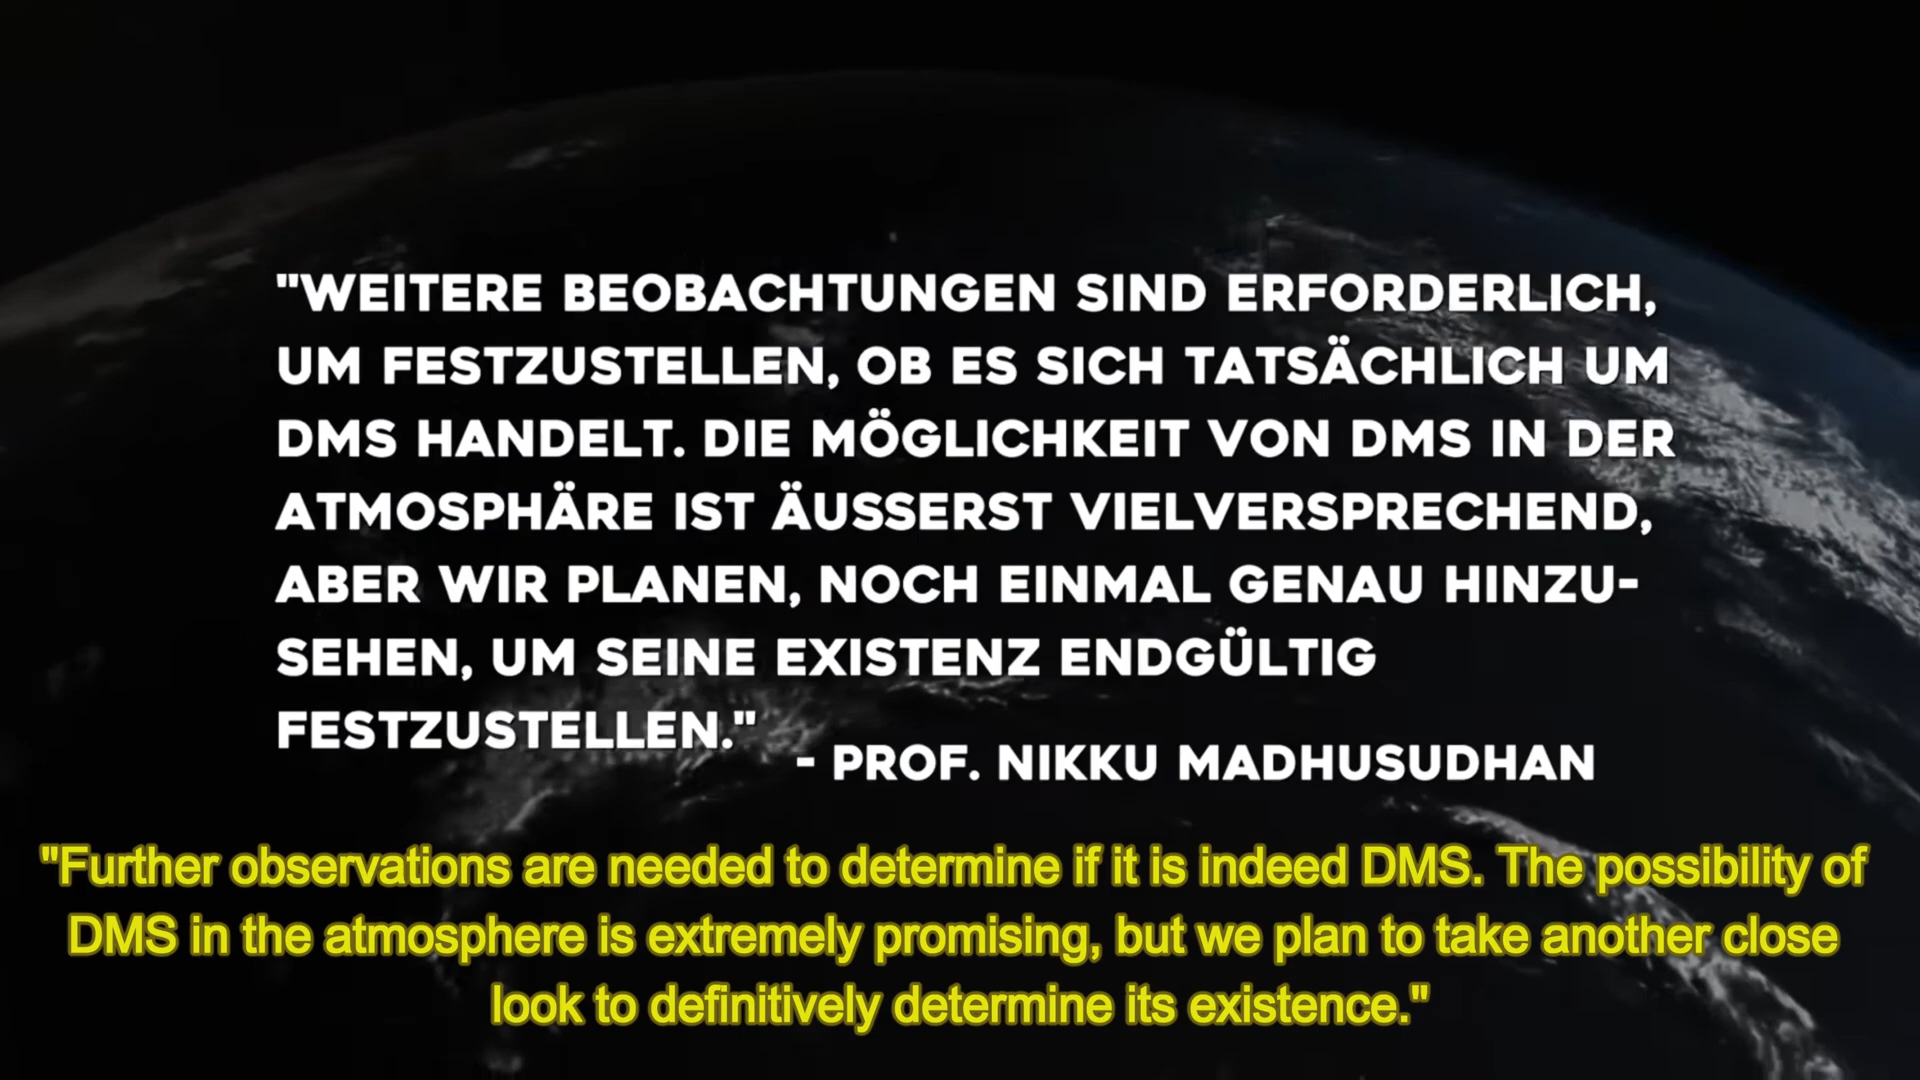 "WEITERE BEOBACHTUNGEN SIND ERFORDERLICH,
UM FESTZUSTELLEN, OB ES SICH TATSÄCHLICH UM
DMS HANDELT. DIE MÖGLICHKEIT VON DMS IN DER
ATMOSPHÄRE IST ÄUSSERST VIELVERSPRECHEND,
ABER WIR PLANEN, NOCH EINMAL GENAU HINZU-
SEHEN, UM SEINE EXISTENZ ENDGÜLTIG
FESTZUSTELLEN."
- PROF. NIKKU MADHUSUDHAN
"Further observations are needed to determine if it is indeed DMS. The possibility of
DMS in the atmosphere is extremely promising, but we plan to take another close
look to definitively determine its existence."